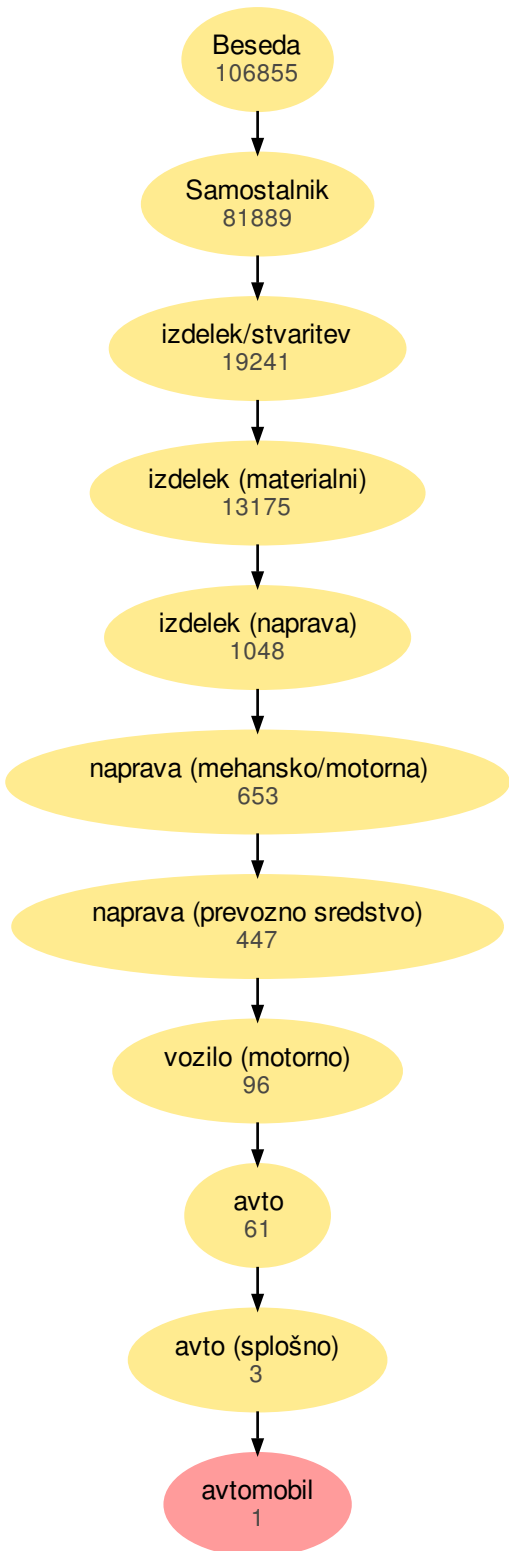 Beseda
106855
Samostalnik
81889
izdelek/stvaritev
19241
izdelek (materialni)
13175
izdelek (naprava)
1048
naprava (mehansko/motorna)
653
naprava (prevozno sredstvo)
447
vozilo (motorno)
96
avto
61
avto (splošno)
3
avtomobil
1